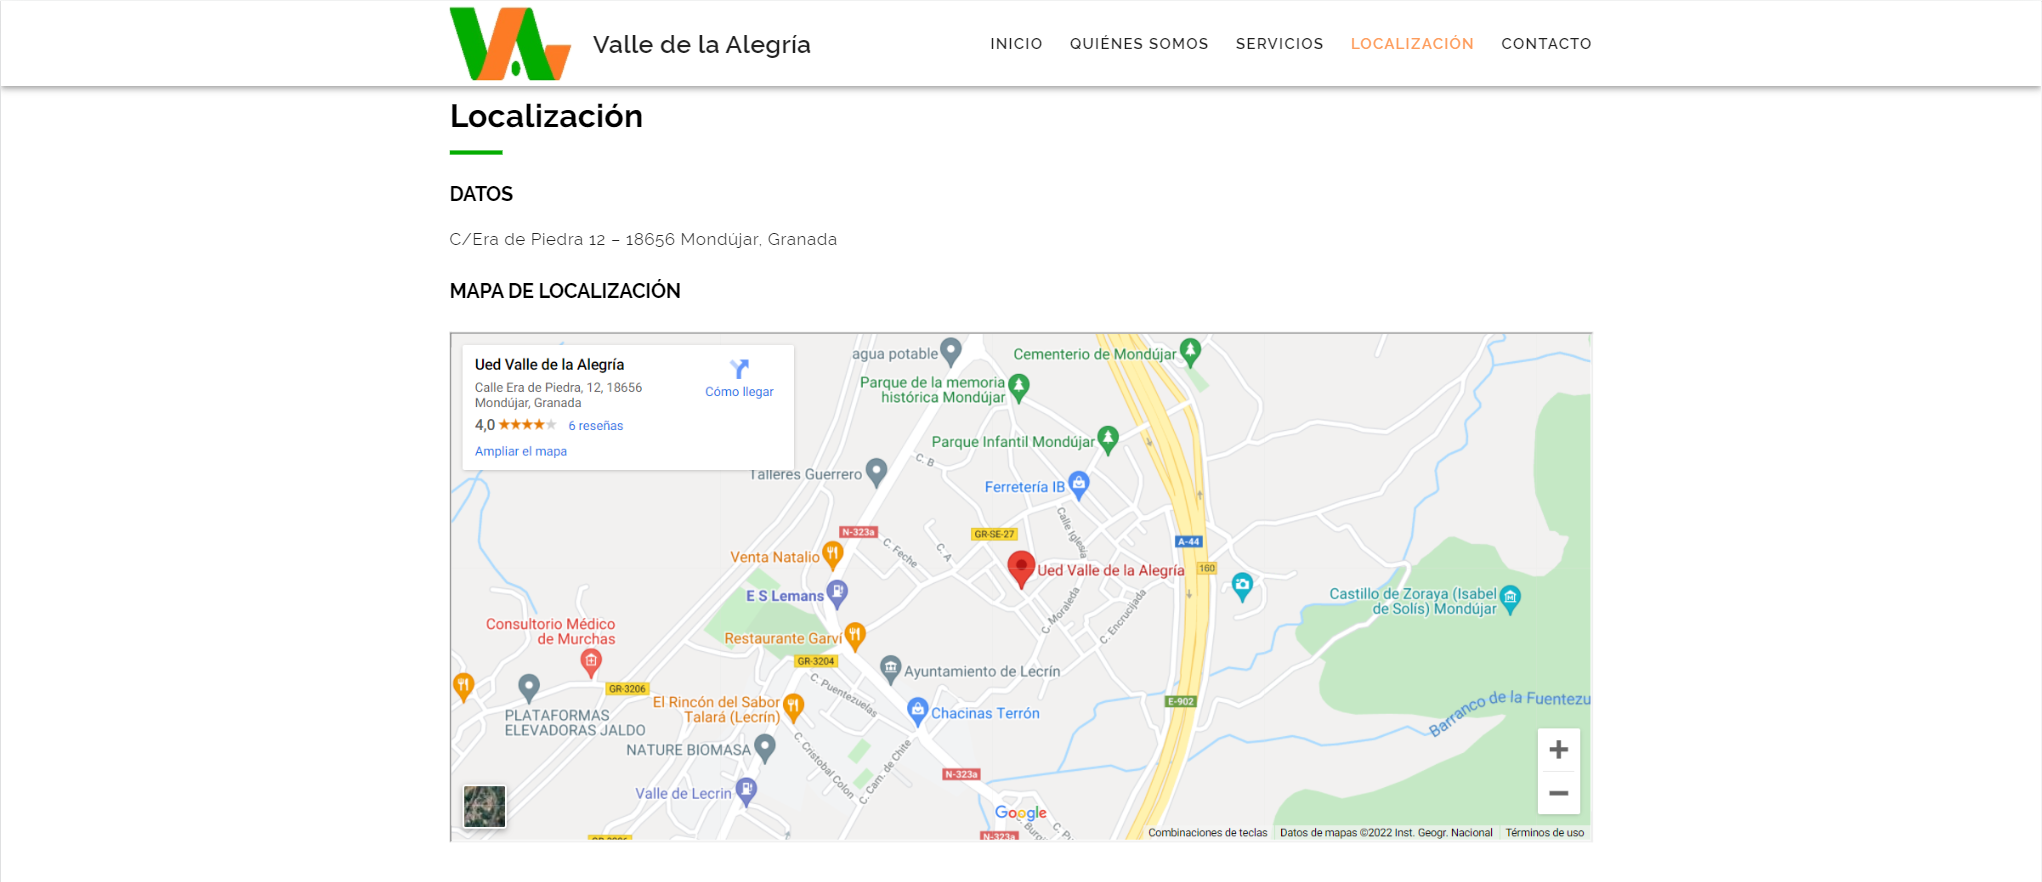 Valle de la Alegría
INICIO
QUIÉNES SOMOS
SERVICIOS
LOCALIZACIÓN
CONTACTO
Localización
DATOS
C/Era de Piedra 12 – 18656 Mondújar, Granada
MAPA DE LOCALIZACIÓN
Ued Valle de la Alegría
Calle Era de Piedra, 12, 18656
Mondújar, Granada
4,0
6 reseñas
Ampliar el mapa
Cómo llegar
agua potable
Cementerio de Mondújar
Parque de la memoria
histórica Mondújar
Parque Infantil Mondújar
C. B
Talleres Guerrero
Ferretería IB
Calle Iglesia
N-323a
GR-SE-27
A-44
C. Feche
C. A
Venta Natalio
Ued Valle de la Alegría
160
E S Lemans
Castillo de Zoraya (Isabel
de Solís) Mondújar
C. Moraleda
C. Encrucijada
Consultorio Médico
de Murchas
Restaurante Garvi
GR-3204
Ayuntamiento de Lecrín
GR-3206
C. Puentezuelas
E-902
Barranco de la Fuentezu
El Rincón del Sabor
Talará (Lecrín)
Chacinas Terrón
PLATAFORMAS
ELEVADORAS JALDO
NATURE BIOMASA
C. Cristobal Colon
C. Cam. de Chite
N-323a
Valle de Lecrin
Google
N-323a
Combinaciones de teclas
Datos de mapas ©2022 Inst. Geogr. Nacional
Términos de uso